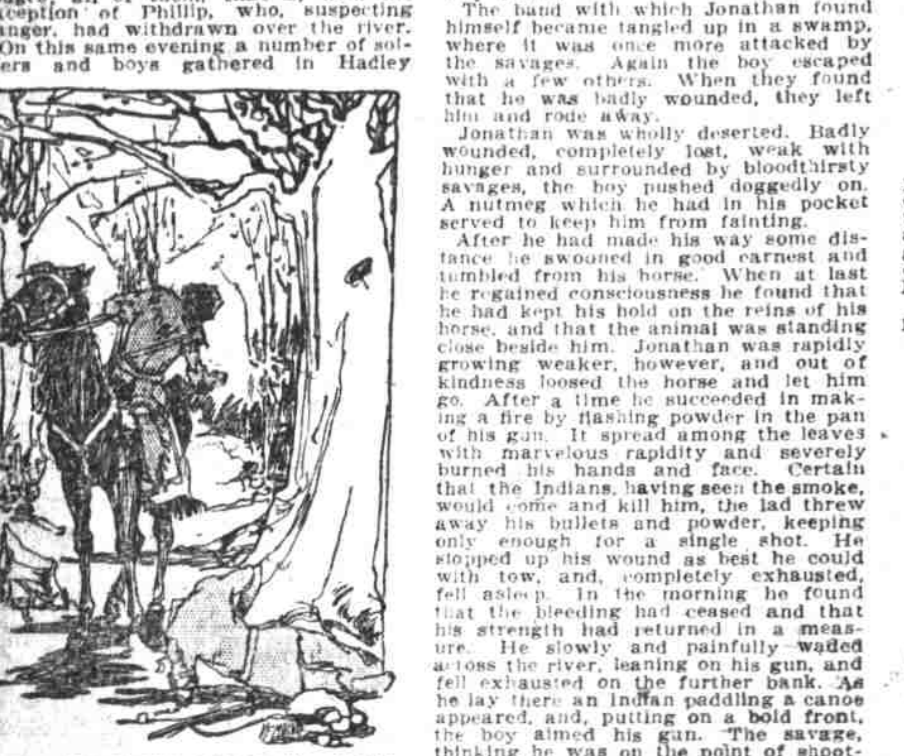 ception of Phillip, who, suspecting
anger, had withdrawn over the river.
On this same evening a number of sol-
ers and boys gathered in Hadley
The band with which Jonathan found
himself became tangled up in a swamp,
where it was once more attacked by
the savages. Again the boy escaped
with a few others. When they found
that he was badly wounded, they left
him and rode away.
Jonathan was wholly deserted. Badly
wounded, completely lost, weak with
hunger and surrounded by bloodthirsty
savages, the boy pushed doggedly on.
A nutmeg which he had in his pocket
served to keep him from fainting.
After he had made his way some dis-
tance he swooned in good earnest and
tumbled from his horse. When at last
he regained consciousness he found that
he had kept his hold on the reins of his
horse, and that the animal was standing
close beside him. Jonathan was rapidly
growing weaker, however, and out of
kindness loosed the horse and let him
go. After a time he succeeded in mak-
ing a fire by flashing powder in the pan
of his gun. It spread among the leaves
with marvelous rapidity and severely
burned his hands and face. Certain
that the Indians, having seen the smoke,
would come and kill him, the lad threw
away his bullets and powder, keeping
only enough for a single shot. He
stopped up his wound as best he could
with tow, and, completely exhausted,
fell asleep. In the morning he found
that the bleeding had ceased and that
his strength had returned in a meas-
ure. He slowly and painfully waded
across the river, leaning on his gun, and
fell exhausted on the further bank. As
he lay there an Indian paddling a canoe
appeared, and, putting on a bold front,
the boy aimed his gun. The savage,
thinking he was on the point of shoot-